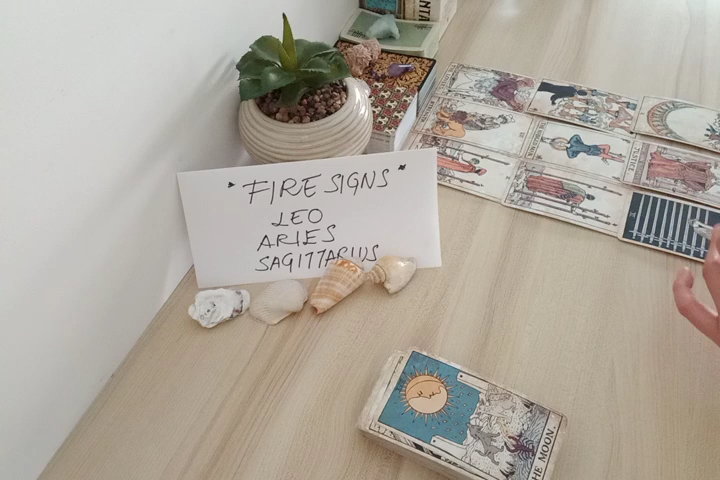 FIRE SIGNS
LEO
ARIES
SAGITTARIUS
THE MOON.